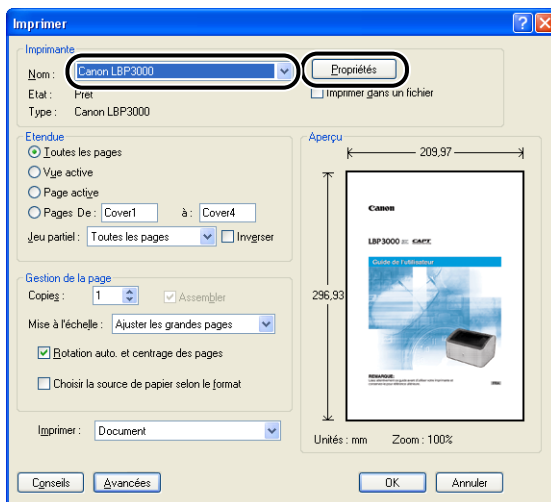 Imprimer
Imprimante
Nom : Canon LBP3000 Propriétés
Etat : Prêt Imprimer dans un fichier
Type : Canon LBP3000
Etendue
Toutes les pages
Vue active
Page active
Pages De : Cover1 à : Cover4
Jeu partiel : Toutes les pages Inverser
Gestion de la page
Copies : 1 Assembler
Mise à l'échelle : Ajuster les grandes pages
Rotation auto. et centrage des pages
Choisir la source de papier selon le format
Imprimer : Document
Aperçu
209,97
296,93
Canon
LBP3000 CAPT
Guide de l'utilisateur
REMARQUE:
Unités : mm Zoom : 100%
Conseils Avancées OK Annuler